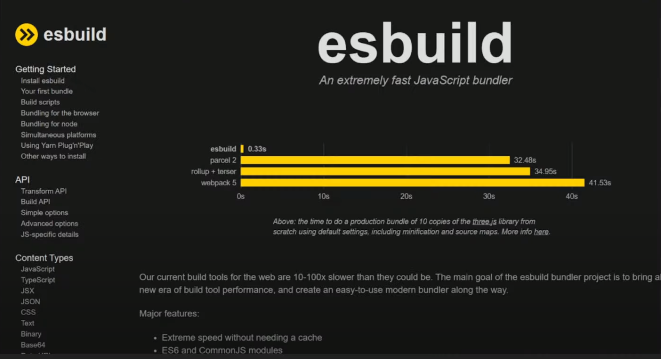 esbuild
Getting Started
Install esbuild
Your first bundle
Build scripts
Bundling for the browser
Bundling for node
Simultaneous platforms
Using Yarn Plug'n'Play
Other ways to install
API
Transform API
Build API
Simple options
Advanced options
JS-specific details
Content Types
JavaScript
TypeScript
JSX
JSON
CSS
Text
Binary
Base64
esbuild
An extremely fast JavaScript bundler
esbuild 0.33s
parcel 2 32.48s
rollup + terser 34.95s
webpack 5 41.53s
0s 10s 20s 30s 40s
Above: the time to do a production bundle of 10 copies of the three.js library from
scratch using default settings, including minification and source maps. More info here.
Our current build tools for the web are 10-100x slower than they could be. The main goal of the esbuild bundler project is to bring
new era of build tool performance, and create an easy-to-use modern bundler along the way.
Major features:
• Extreme speed without needing a cache
• ES6 and CommonJS modules